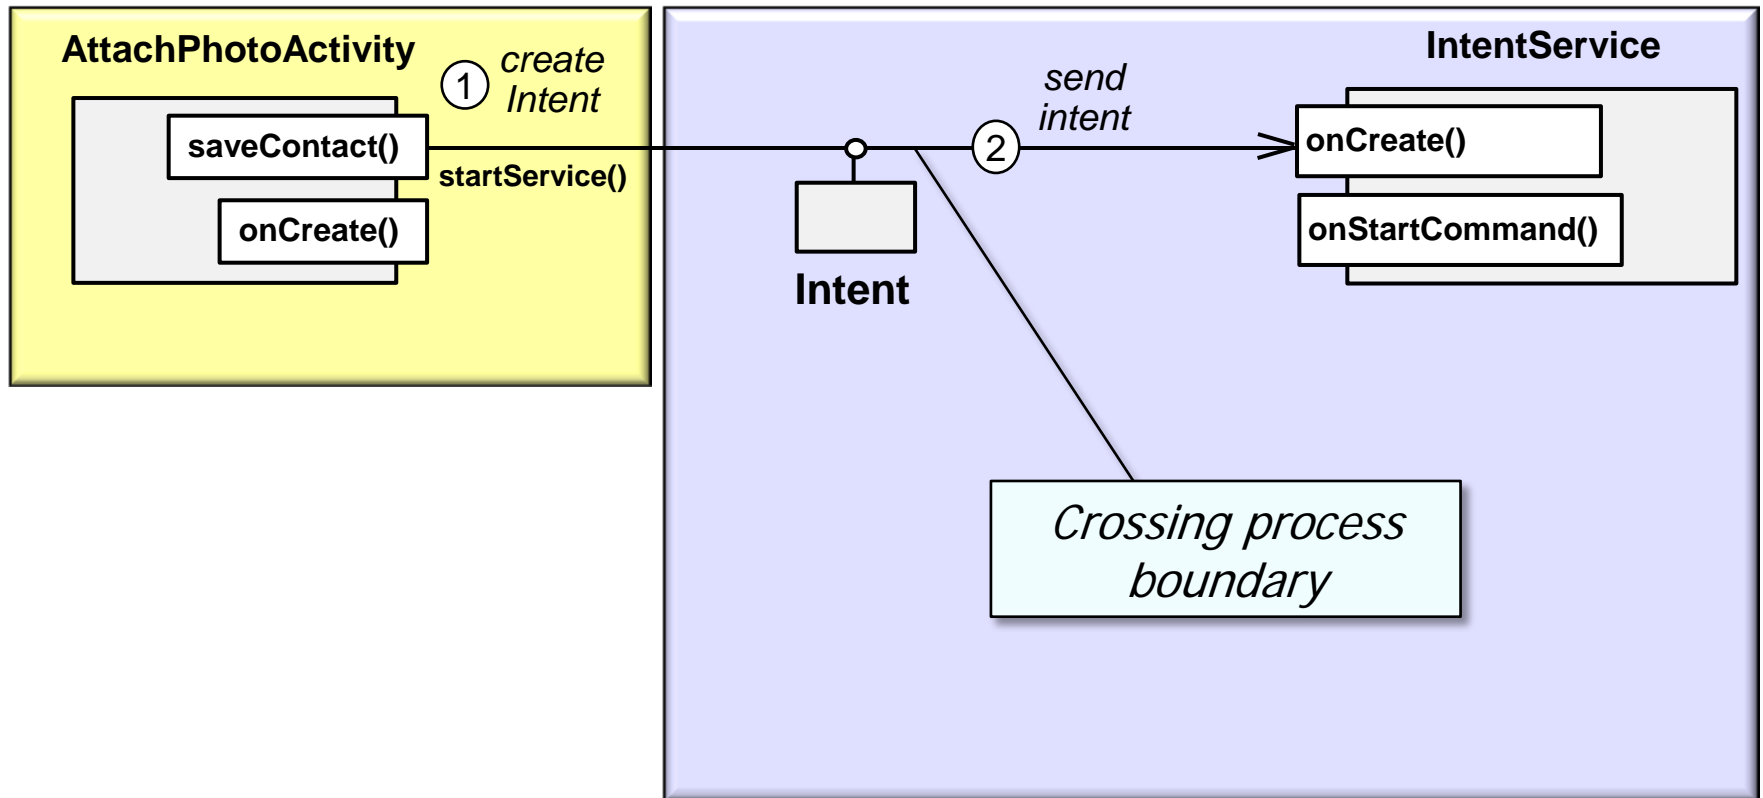 AttachPhotoActivity
1
create
Intent
saveContact()
startService()
onCreate()
send
intent
2
Intent
IntentService
onCreate()
onStartCommand()
Crossing process
boundary